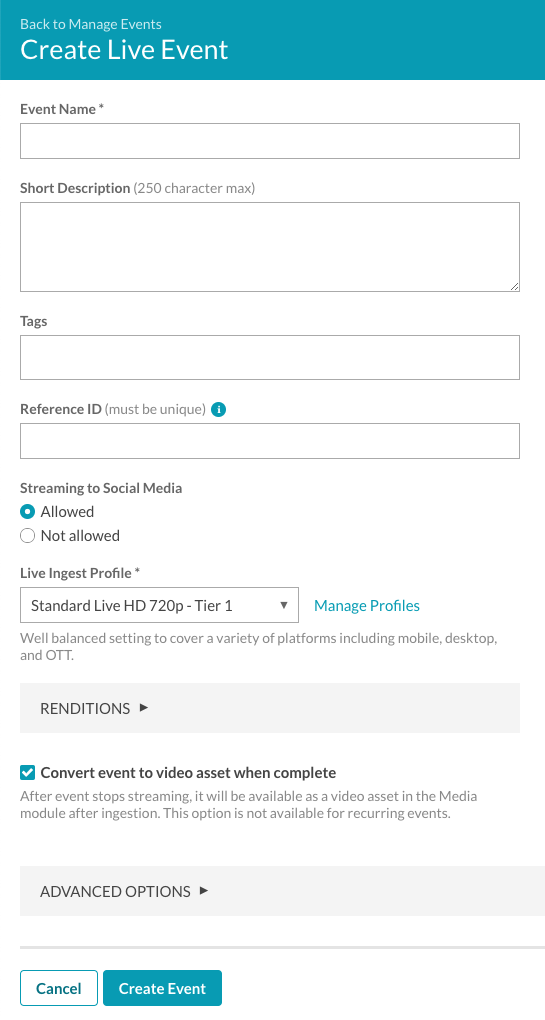 Back to Manage Events
Create Live Event
Event Name *
Short Description (250 character max)
Tags
Reference ID (must be unique) i
Streaming to Social Media
Allowed
Not allowed
Live Ingest Profile *
Standard Live HD 720p - Tier 1 ▼ Manage Profiles
Well balanced setting to cover a variety of platforms including mobile, desktop,
and OTT.
RENDITIONS ►
Convert event to video asset when complete
After event stops streaming, it will be available as a video asset in the Media
module after ingestion. This option is not available for recurring events.
ADVANCED OPTIONS ►
Cancel Create Event